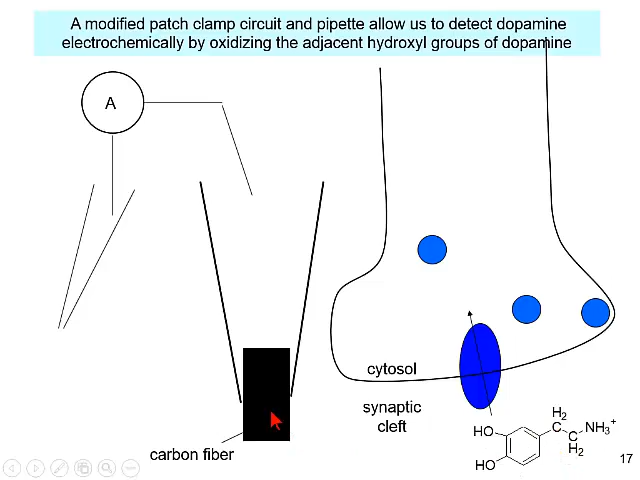 A modified patch clamp circuit and pipette allow us to detect dopamine
electrochemically by oxidizing the adjacent hydroxyl groups of dopamine
A
cytosol
synaptic
cleft
carbon fiber
H2
HO
C
C
NH3+
H2
HO
17